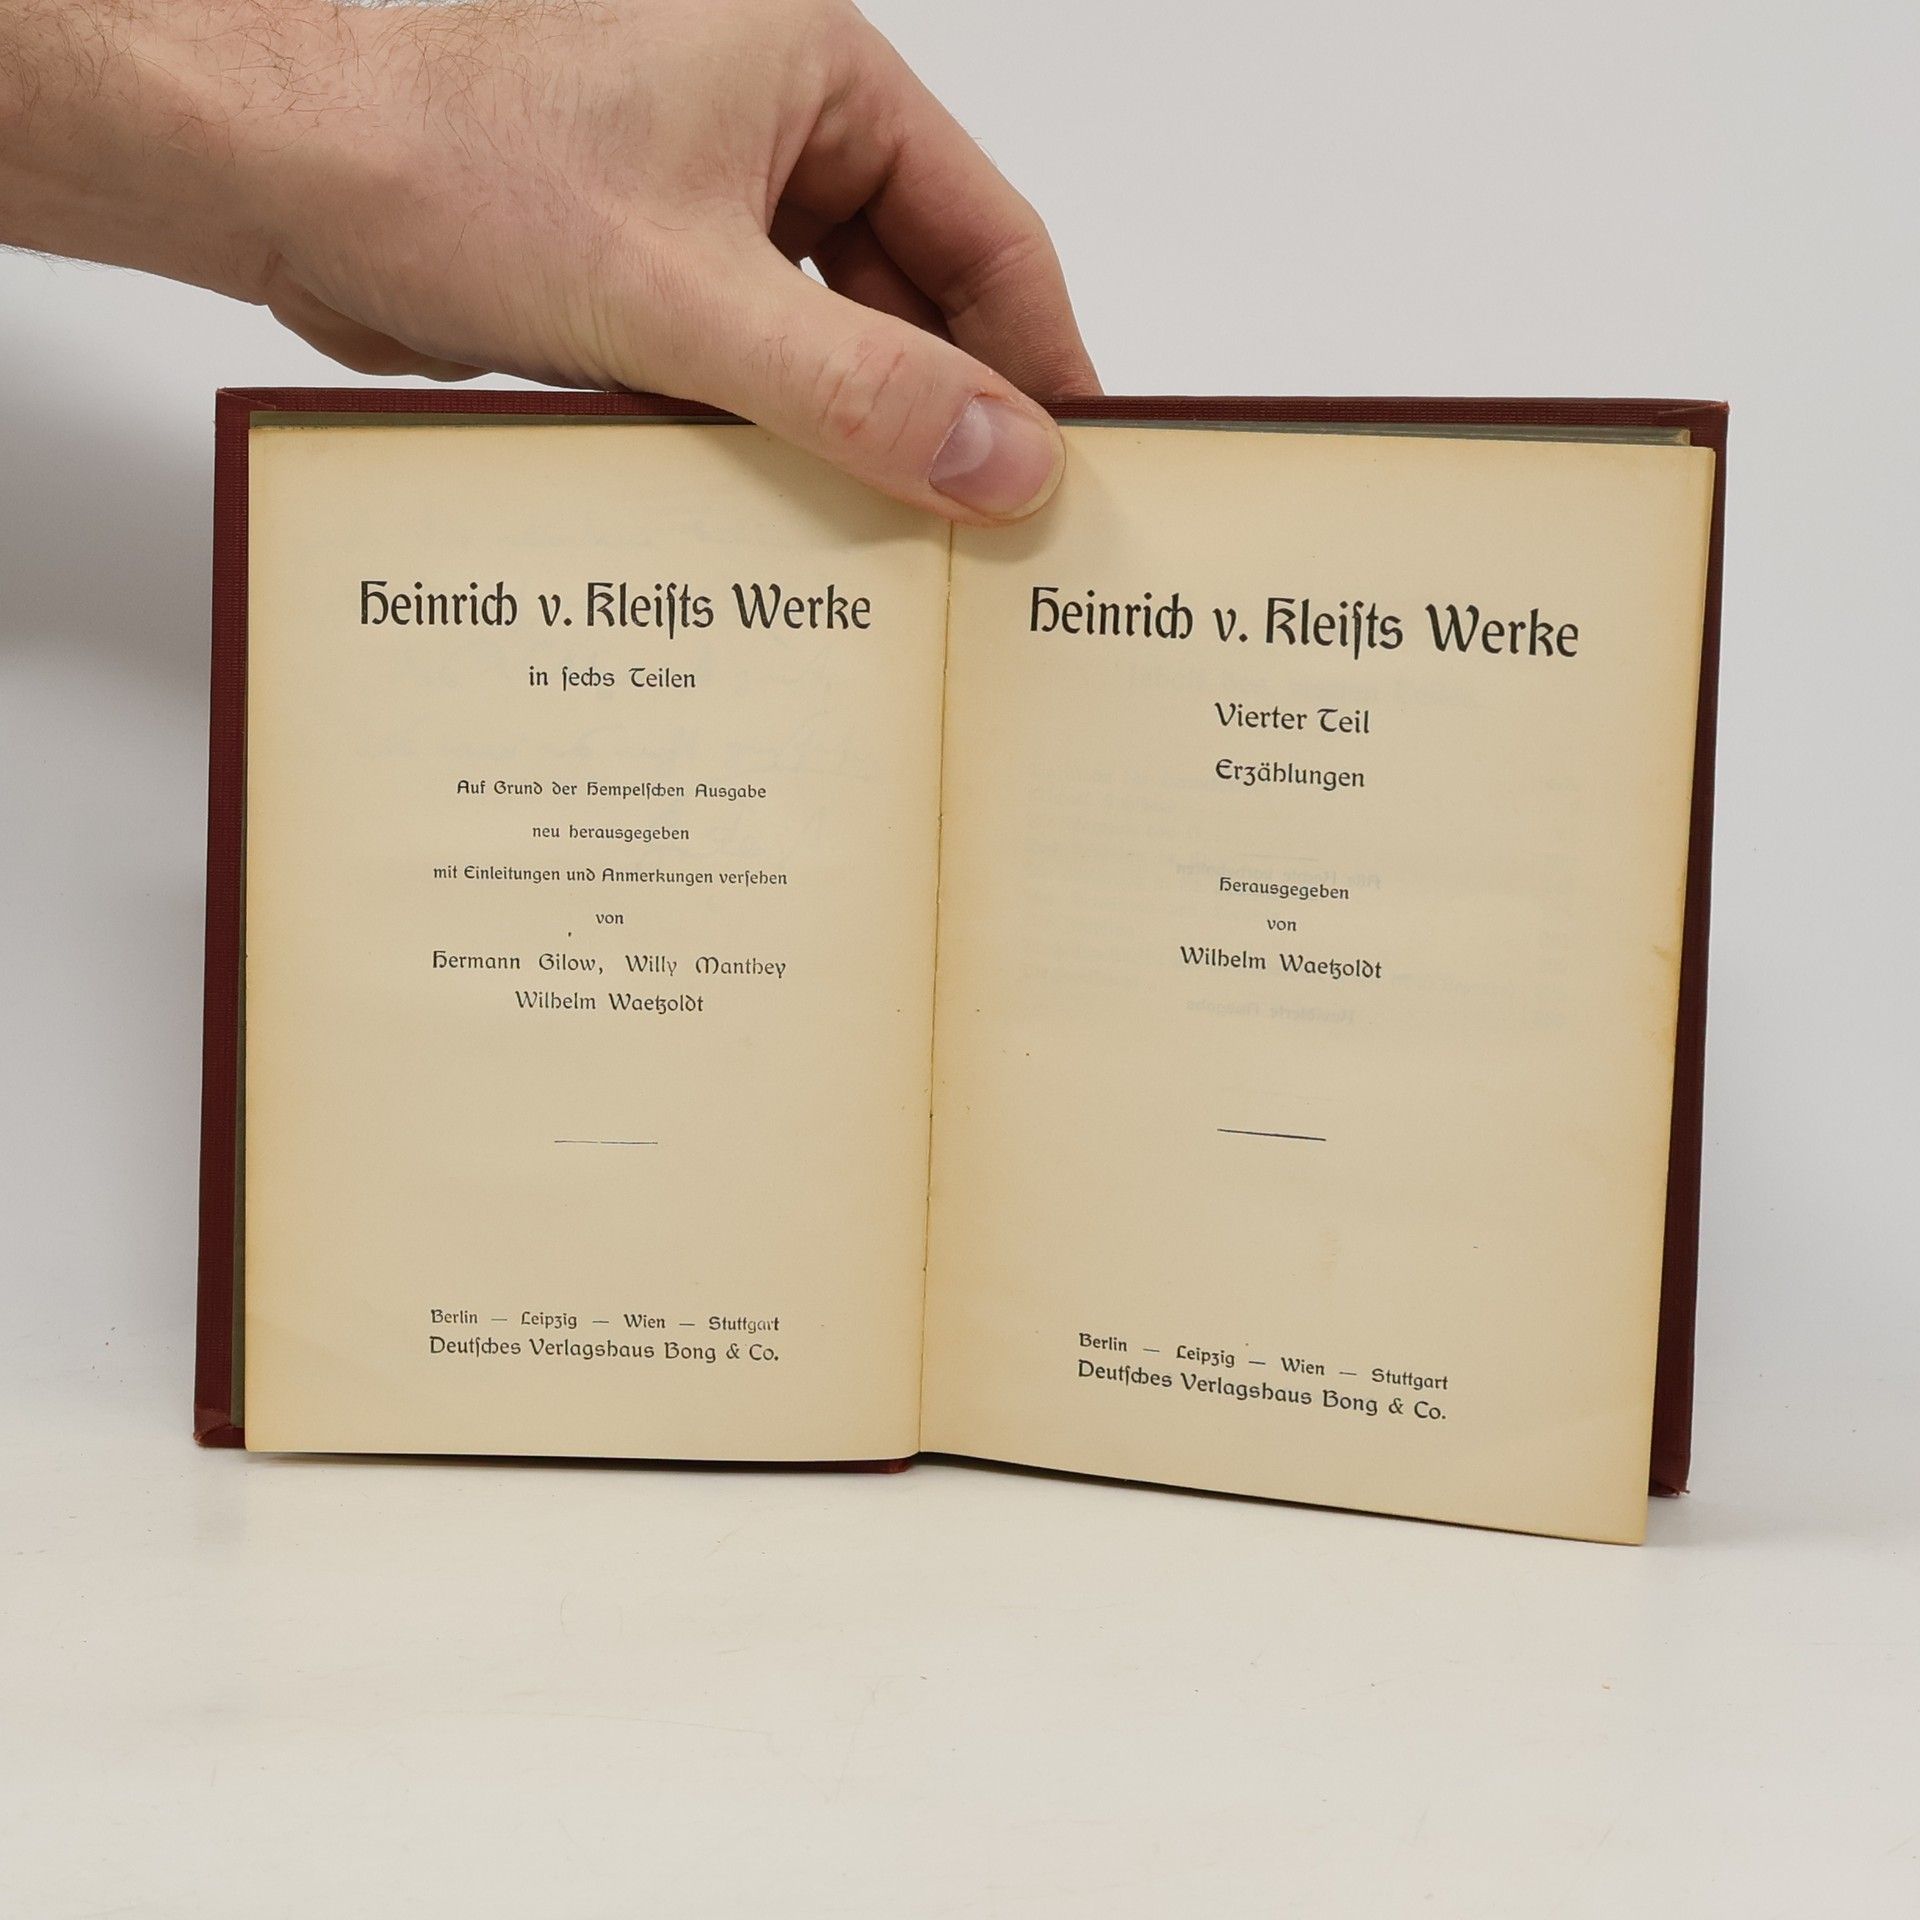 Heinrich v. Kleiſts Werke
in ſechs Teilen
Auf Grund der Hempelſchen Ausgabe
neu herausgegeben
mit Einleitungen und Anmerkungen verſehen
von
Hermann Gilow, Willy Manthey
Wilhelm Waetzoldt
Berlin — Leipzig — Wien — Stuttgart
Deutſches Verlagshaus Bong & Co.
Heinrich v. Kleiſts Werke
Vierter Teil
Erzählungen
Herausgegeben
von
Wilhelm Waetzoldt
Berlin — Leipzig — Wien — Stuttgart
Deutſches Verlagshaus Bong & Co.